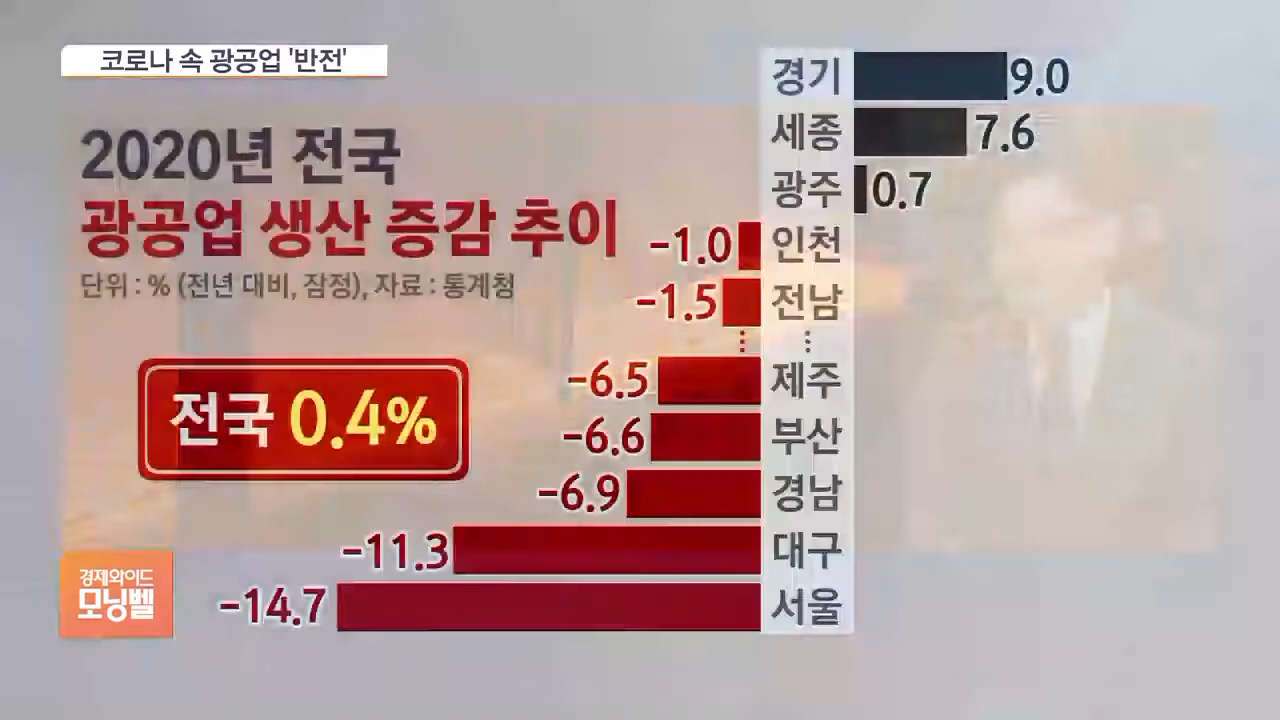 코로나 속 광공업 '반전'
2020년 전국
광공업 생산 증감 추이
단위 : % (전년 대비, 잠정), 자료 : 통계청
전국 0.4%
경기 9.0
세종 7.6
광주 0.7
-1.0 인천
-1.5 전남
⋮ ⋮
-6.5 제주
-6.6 부산
-6.9 경남
-11.3 대구
-14.7 서울
경제와이드
모닝벨